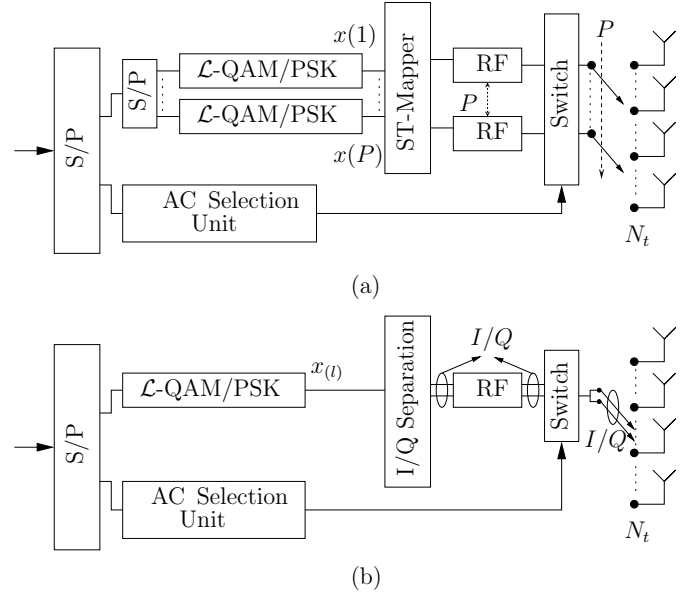 S/P
S/P
𝓛-QAM/PSK
𝓛-QAM/PSK
x(1)
x(P)
ST-Mapper
RF
P
RF
Switch
P
AC Selection
Unit
N_t
(a)
S/P
𝓛-QAM/PSK
x_{(l)}
I/Q Separation
I/Q
RF
Switch
I/Q
AC Selection
Unit
N_t
(b)